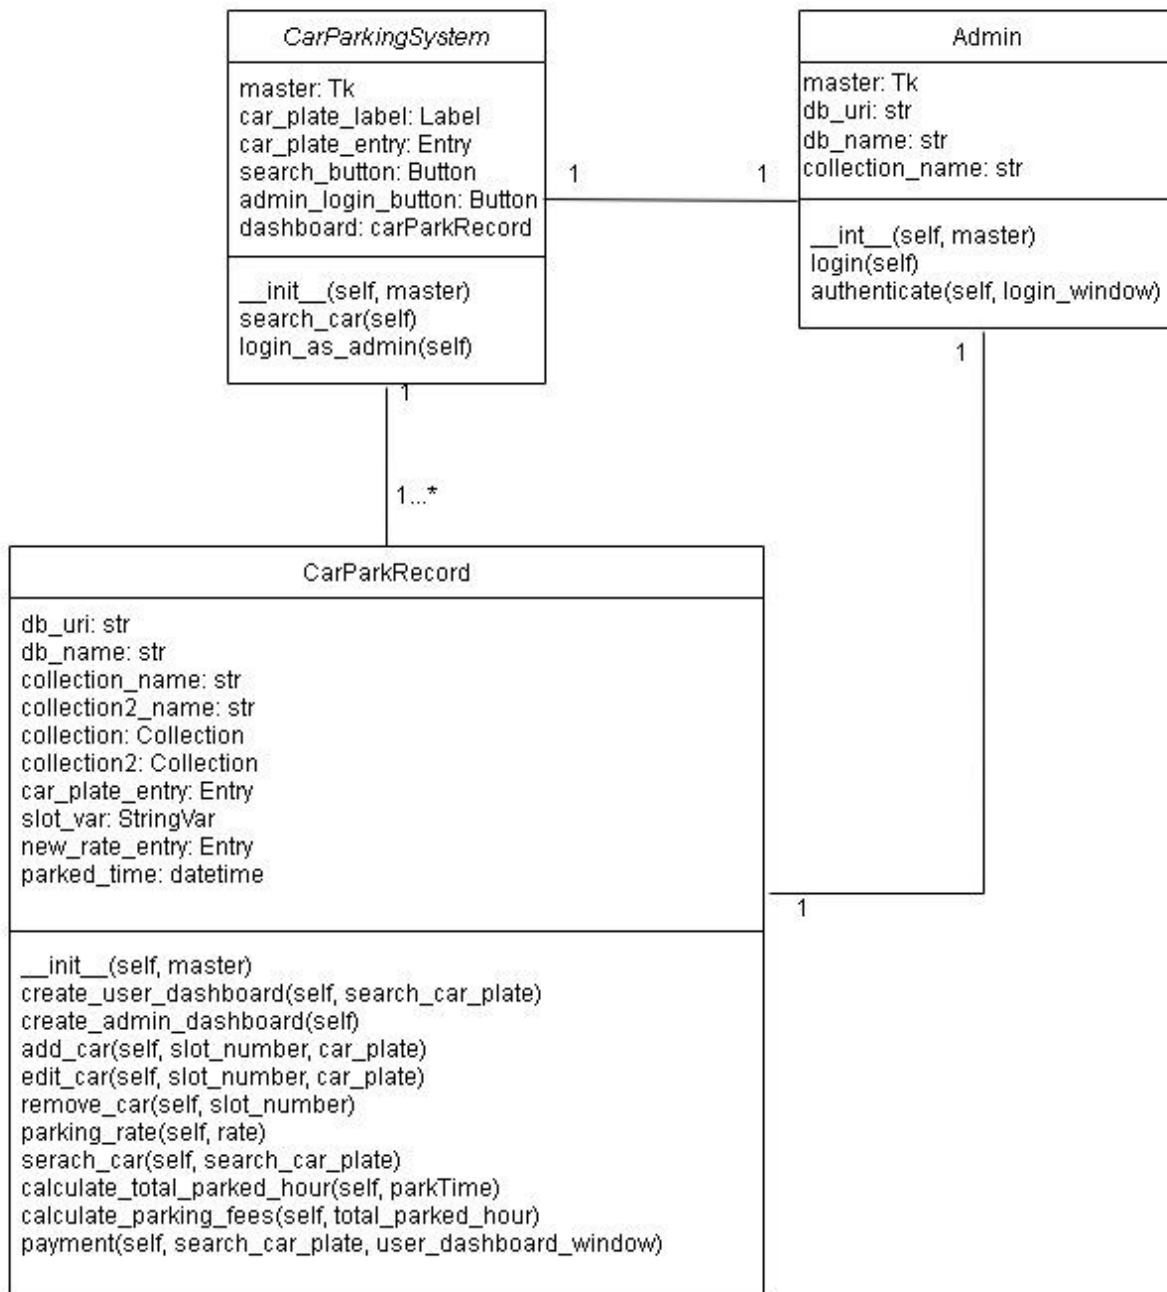 CarParkingSystem
master: Tk
car_plate_label: Label
car_plate_entry: Entry
search_button: Button
admin_login_button: Button
dashboard: carParkRecord
__init__(self, master)
search_car(self)
login_as_admin(self)
Admin
master: Tk
db_uri: str
db_name: str
collection_name: str
__int__(self, master)
login(self)
authenticate(self, login_window)
1
1
1
1
1...*
1
CarParkRecord
db_uri: str
db_name: str
collection_name: str
collection2_name: str
collection: Collection
collection2: Collection
car_plate_entry: Entry
slot_var: StringVar
new_rate_entry: Entry
parked_time: datetime
__init__(self, master)
create_user_dashboard(self, search_car_plate)
create_admin_dashboard(self)
add_car(self, slot_number, car_plate)
edit_car(self, slot_number, car_plate)
remove_car(self, slot_number)
parking_rate(self, rate)
serach_car(self, search_car_plate)
calculate_total_parked_hour(self, parkTime)
calculate_parking_fees(self, total_parked_hour)
payment(self, search_car_plate, user_dashboard_window)